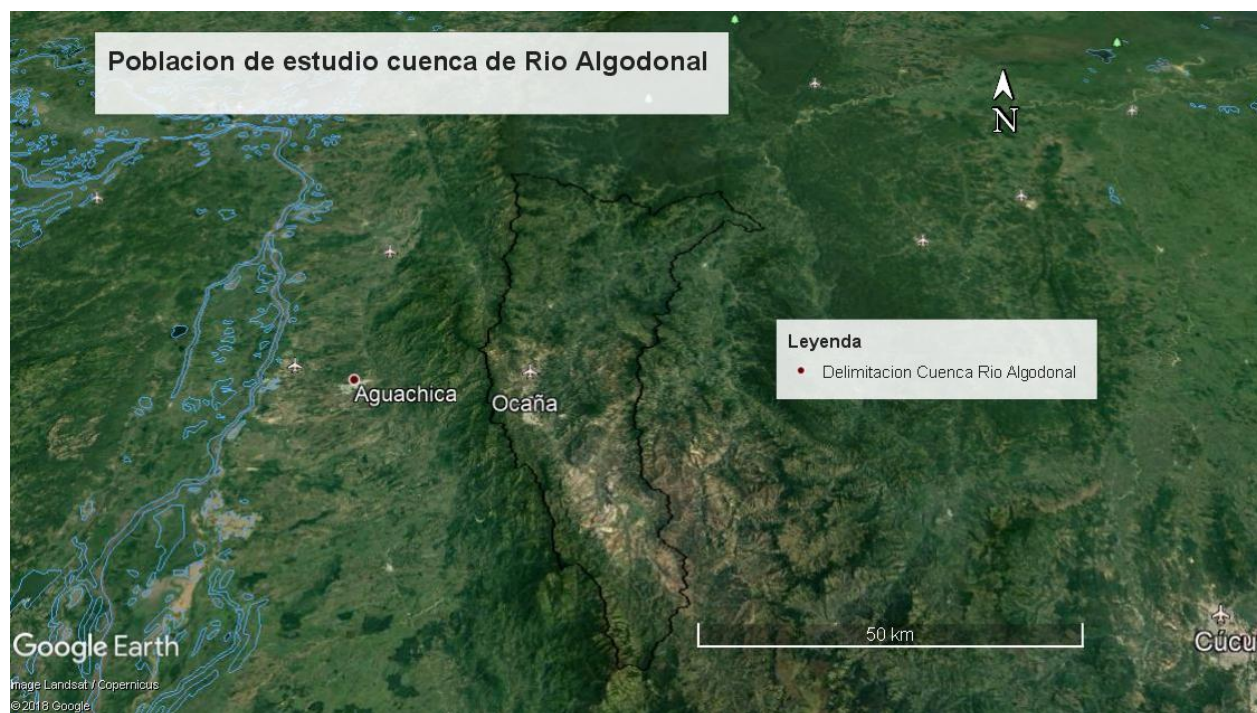 Poblacion de estudio cuenca de Rio Algodonal
N
Leyenda
Delimitacion Cuenca Rio Algodonal
Aguachica
Ocaña
50 km
Cúcu
Google Earth
Image Landsat / Copernicus
©2018 Google